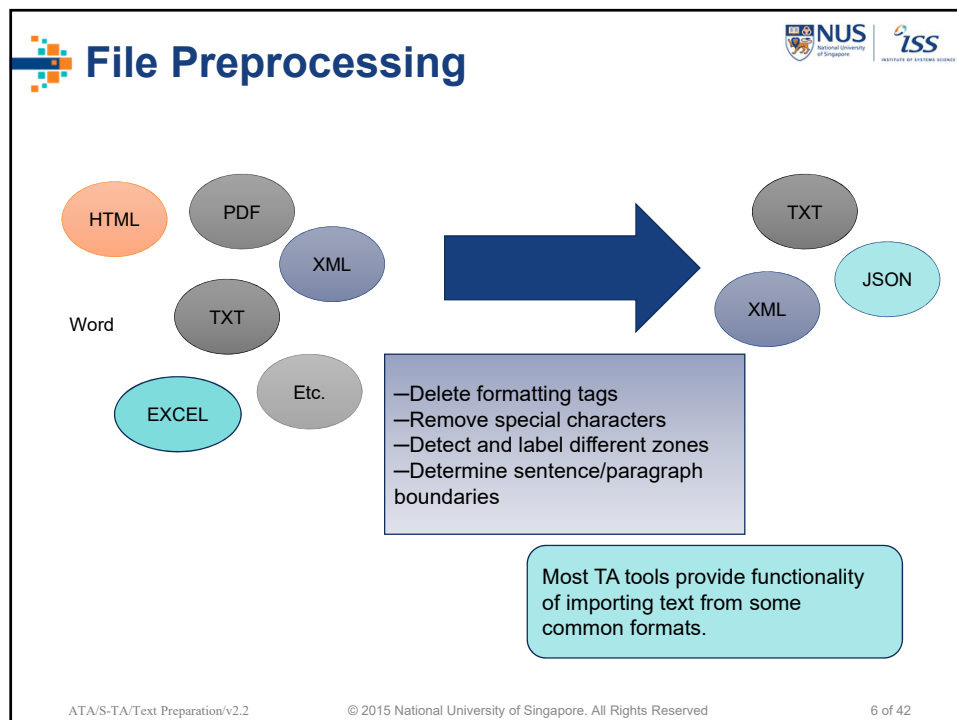 File Preprocessing
NUS
National University
of Singapore
iss
INSTITUTE OF SYSTEMS SCIENCE
HTML
PDF
XML
Word
TXT
EXCEL
Etc.
TXT
JSON
XML
—Delete formatting tags
—Remove special characters
—Detect and label different zones
—Determine sentence/paragraph
boundaries
Most TA tools provide functionality
of importing text from some
common formats.
ATA/S-TA/Text Preparation/v2.2
© 2015 National University of Singapore. All Rights Reserved
6 of 42